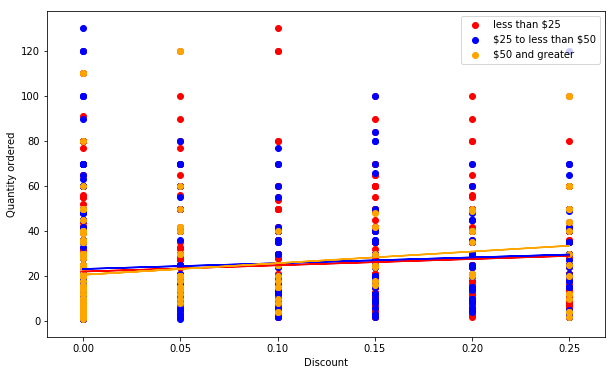 less than $25
$25 to less than $50
$50 and greater
120
100
80
60
40
20
0
Quantity ordered
0.00 0.05 0.10 0.15 0.20 0.25
Discount